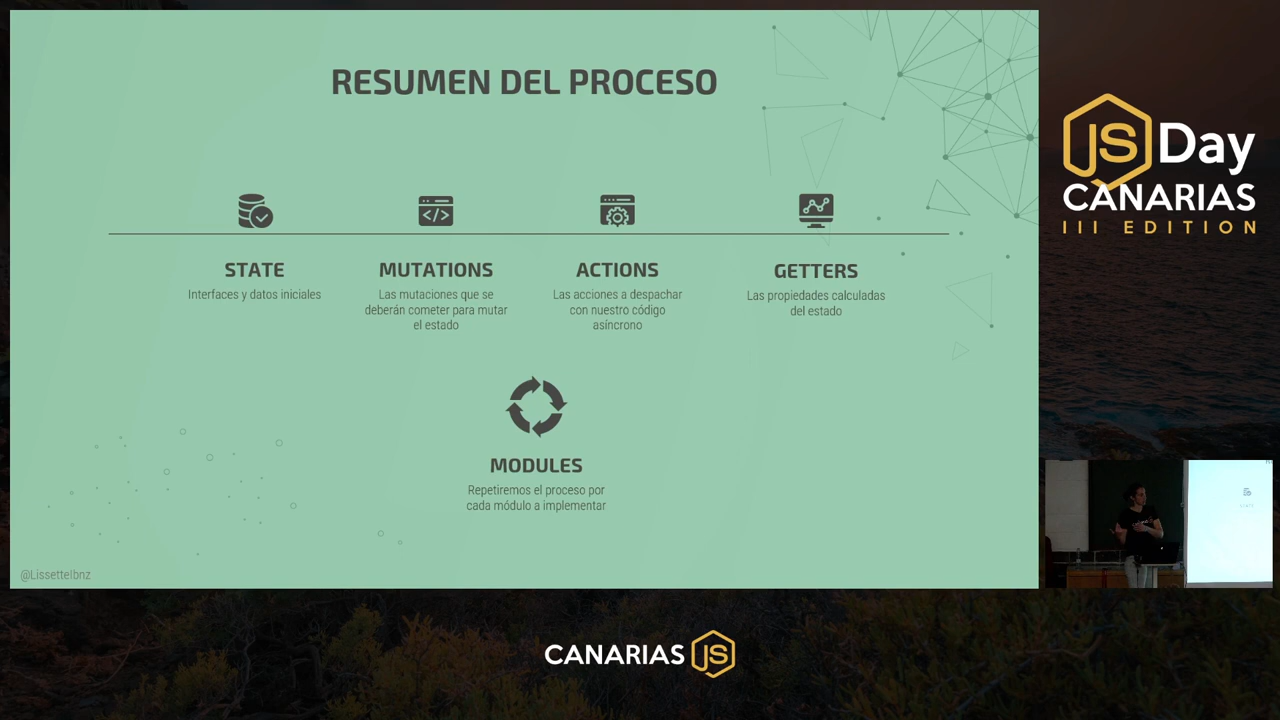 RESUMEN DEL PROCESO
STATE
Interfaces y datos iniciales
MUTATIONS
Las mutaciones que se
deberán cometer para mutar
el estado
ACTIONS
Las acciones a despachar
con nuestro código
asíncrono
GETTERS
Las propiedades calculadas
del estado
MODULES
Repetiremos el proceso por
cada módulo a implementar
@Lissettelbnz
JS Day
CANARIAS
III EDITION
CANARIAS JS